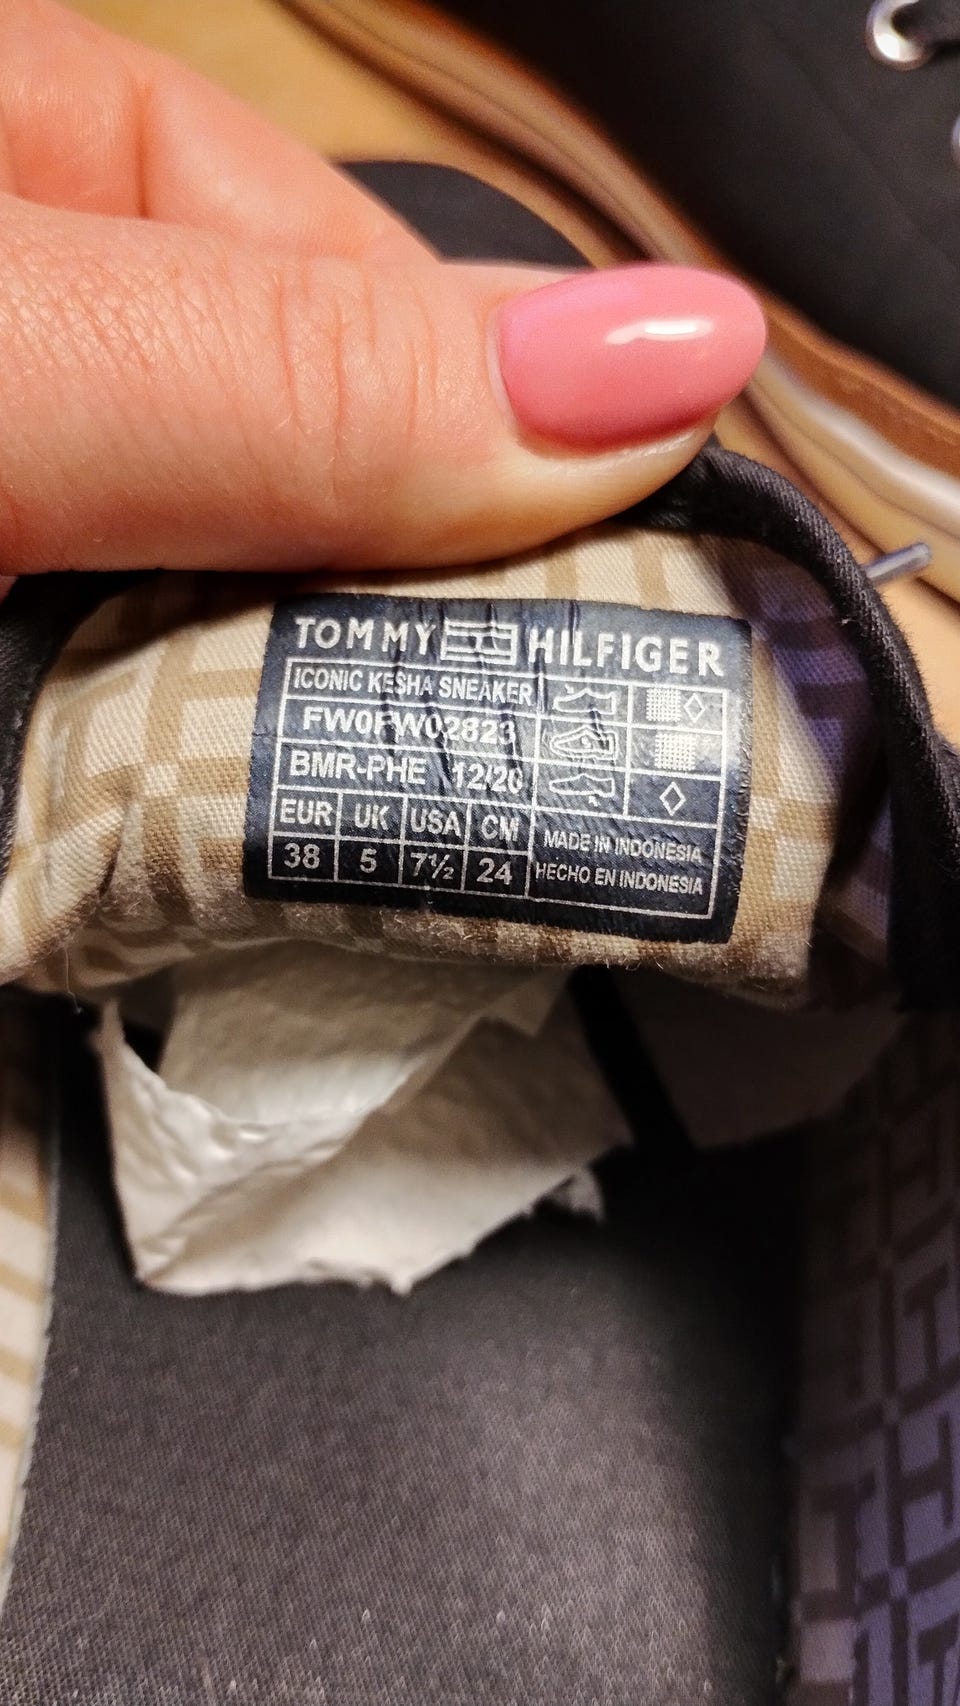 TOMMY HILFIGER
ICONIC KESHA SNEAKER
FW0FW02823
BMR-PHE 12/20
EUR UK USA CM
38 5 7½ 24
MADE IN INDONESIA
HECHO EN INDONESIA